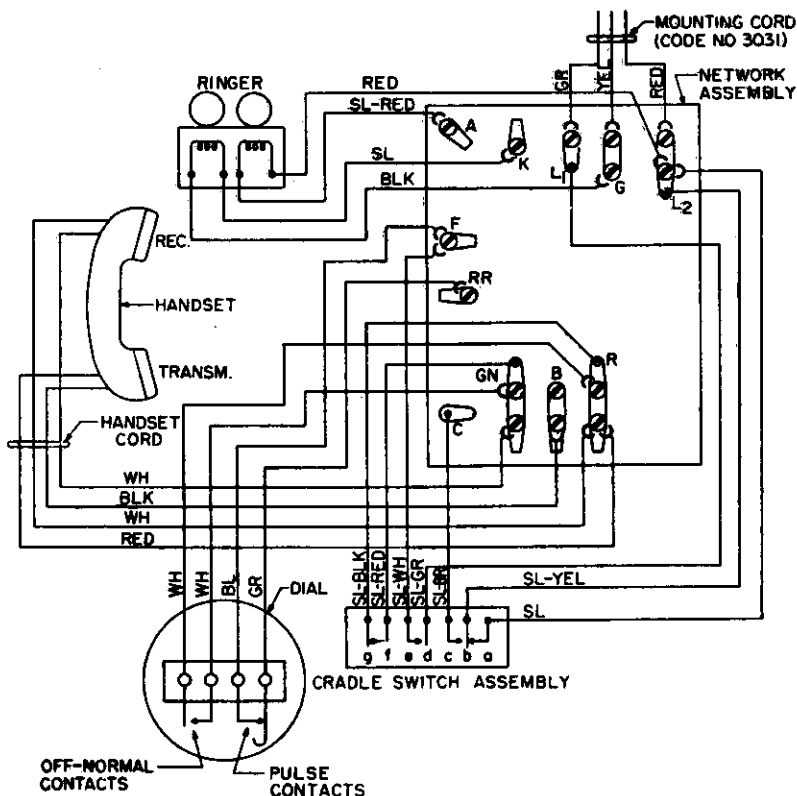 MOUNTING CORD
(CODE NO 3031)
GR
YEL
RED
NETWORK
ASSEMBLY
RINGER
RED
SL-RED
A
SL
K
BLK
L1
G
L2
F
REC.
RR
HANDSET
TRANSM.
R
GN
B
C
HANDSET
CORD
WH
BLK
WH
RED
WH
WH
BL
GR
DIAL
SL-BLK
SL-RED
SL-WH
SL-GR
SL-BR
SL-YEL
SL
g f e d c b a
CRADLE SWITCH ASSEMBLY
OFF-NORMAL
CONTACTS
PULSE
CONTACTS